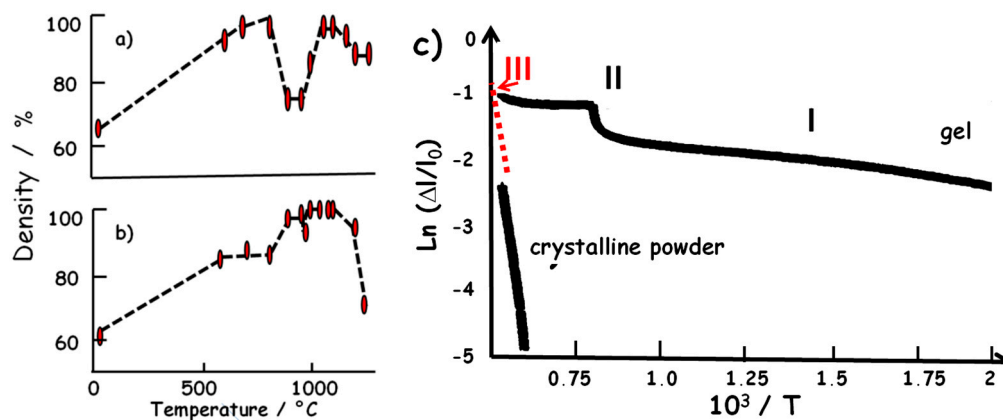 a)
100
80
60
b)
100
80
60
Density / %
0
500
1000
Temperature / °C
c)
0
-1
-2
-3
-4
-5
Ln (ΔI/I₀)
III
II
I
gel
crystalline powder
0.75
1.0
1.25
1.5
1.75
2
10³ / T